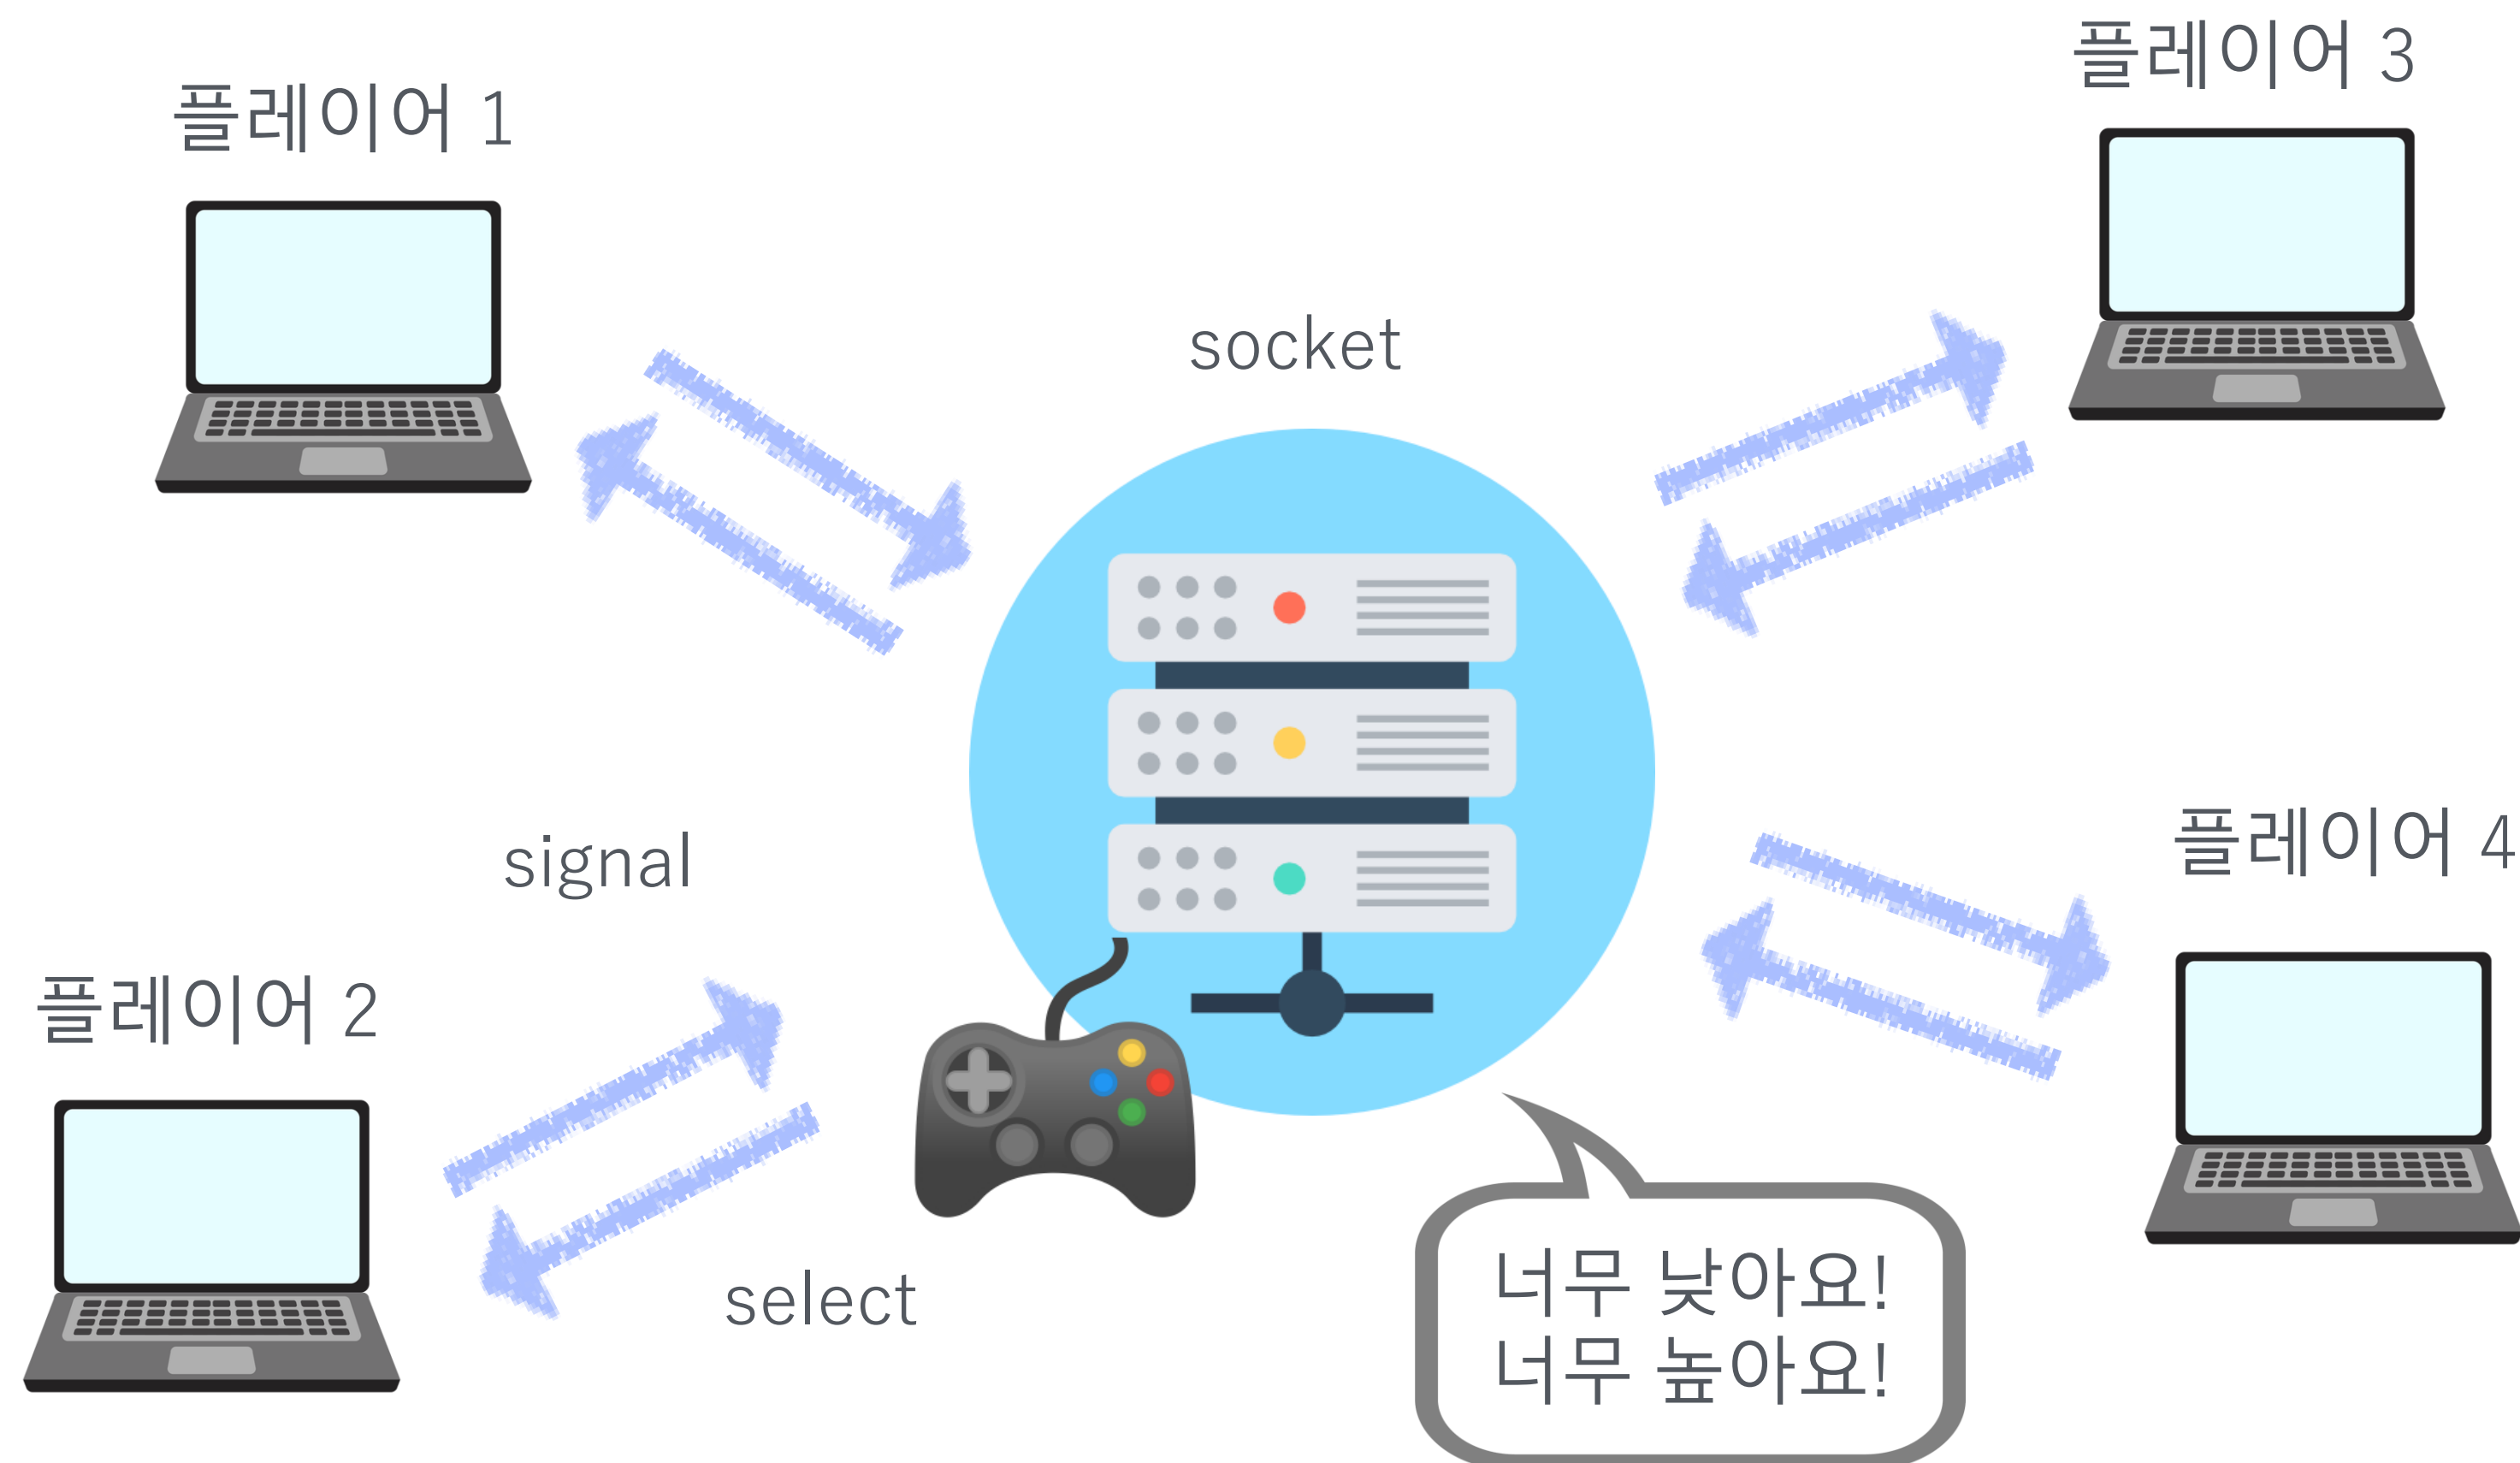 플레이어 1
플레이어 3
socket
signal
플레이어 4
플레이어 2
select
너무 낮아요!
너무 높아요!